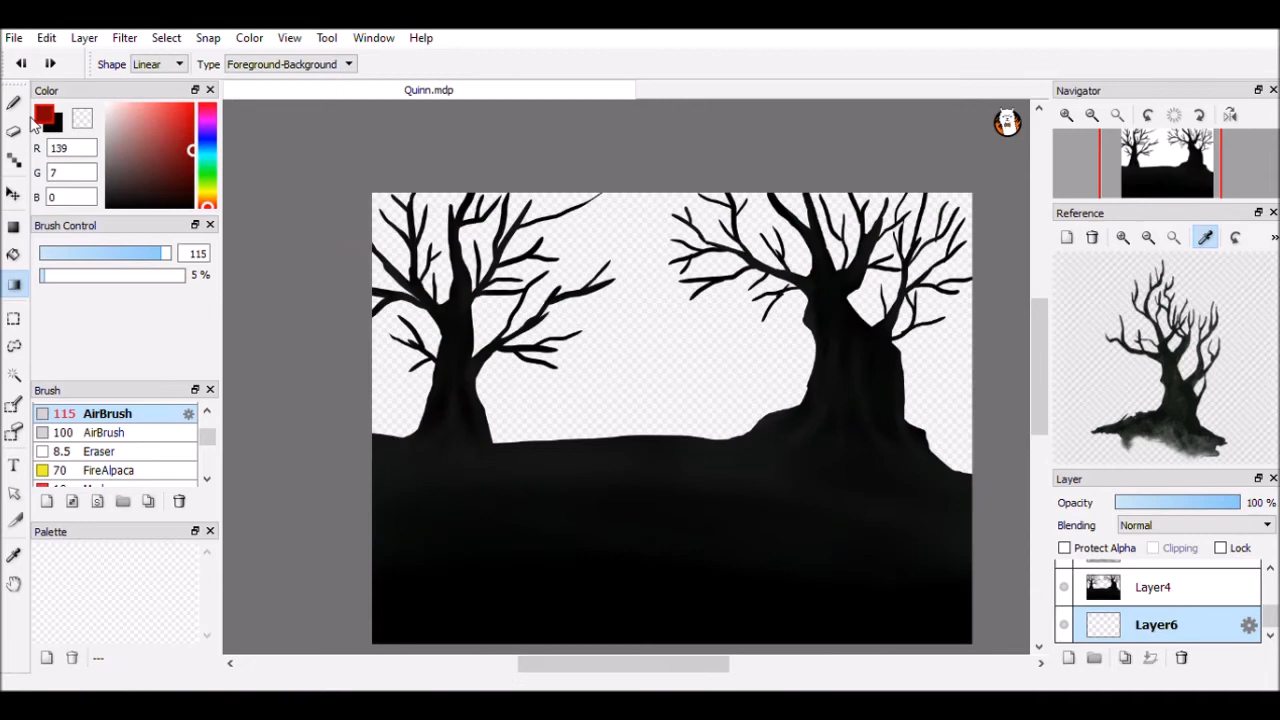 File Edit Layer Filter Select Snap Color View Tool Window Help
Shape Linear Type Foreground-Background
Color
Quinn.mdp
Navigator
R 139
G 7
B 0
Reference
Brush Control
115
5 %
Brush
115 AirBrush
100 AirBrush
8.5 Eraser
70 FireAlpaca
Layer
Opacity 100 %
Blending Normal
Protect Alpha Clipping Lock
Layer4
Layer6
Palette
---